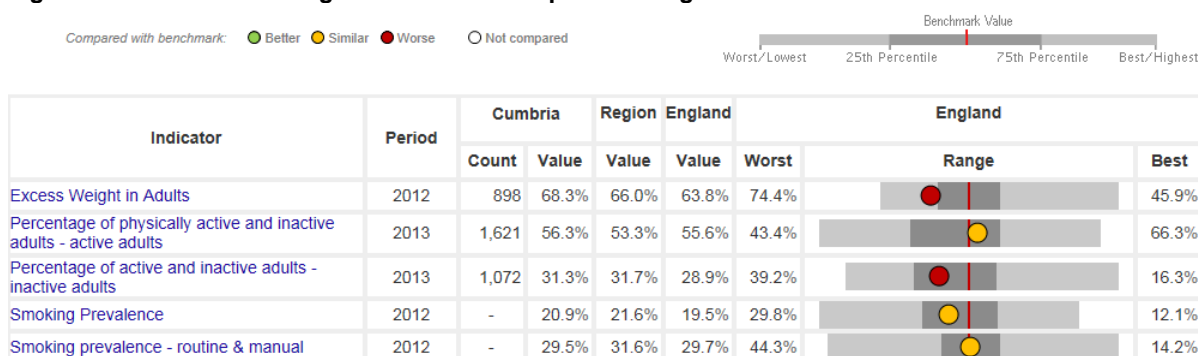 Compared with benchmark: Better Similar Worse Not compared
Benchmark Value
Worst/Lowest 25th Percentile 75th Percentile Best/Highest
Indicator Period Cumbria Region England England
Count Value Value Value Worst Range Best
Excess Weight in Adults 2012 898 68.3% 66.0% 63.8% 74.4% 45.9%
Percentage of physically active and inactive
adults - active adults 2013 1,621 56.3% 53.3% 55.6% 43.4% 66.3%
Percentage of active and inactive adults -
inactive adults 2013 1,072 31.3% 31.7% 28.9% 39.2% 16.3%
Smoking Prevalence 2012 - 20.9% 21.6% 19.5% 29.8% 12.1%
Smoking prevalence - routine & manual 2012 - 29.5% 31.6% 29.7% 44.3% 14.2%